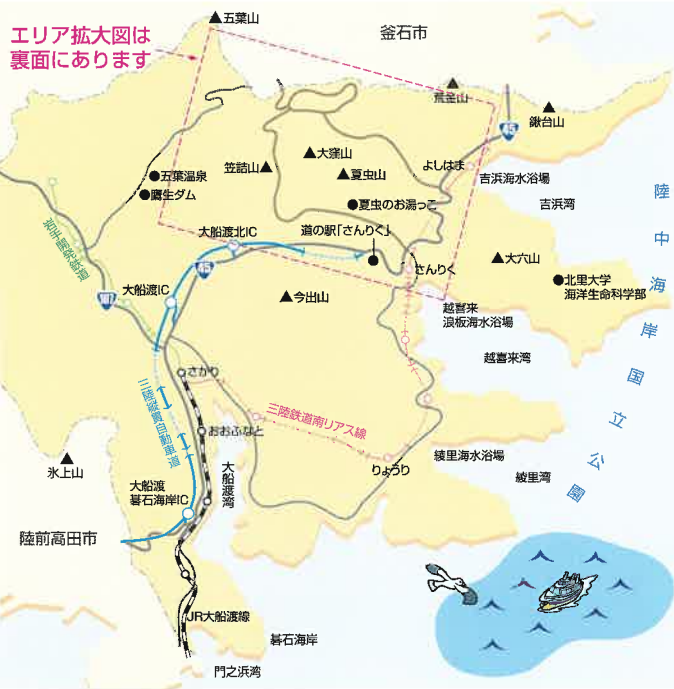 五葉山
エリア拡大図は
裏面にあります
釜石市
荒金山
鍬台山
45
大窪山
笠詰山
夏虫山
よしはま
吉浜海水浴場
吉浜湾
五葉温泉
鷹生ダム
夏虫のお湯っこ
陸中海岸国立公園
岩手開発鉄道
大船渡北IC
道の駅「さんりく」
45
さんりく
大六山
北里大学
海洋生命科学部
大船渡IC
107
今出山
越喜来
浪板海水浴場
越喜来湾
さかり
三陸縦貫自動車道
三陸鉄道南リアス線
おおふなと
氷上山
大船渡湾
りょうり
綾里海水浴場
綾里湾
大船渡
碁石海岸IC
陸前高田市
JR大船渡線
碁石海岸
門之浜湾